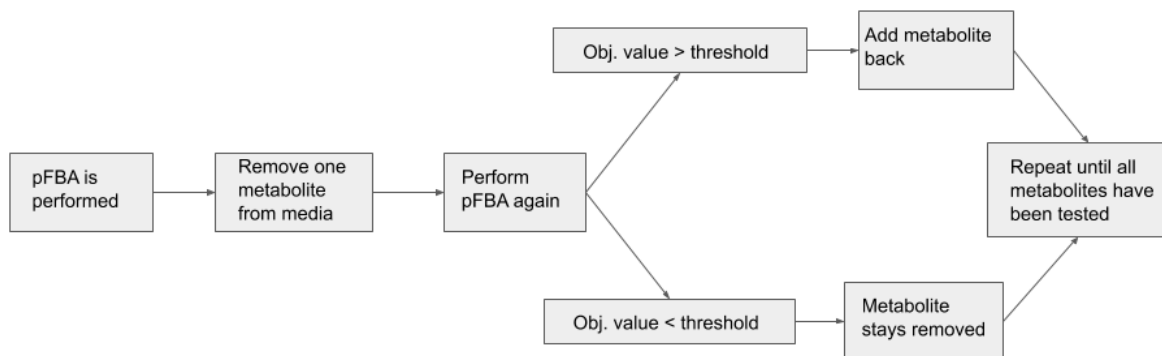 pFBA is
performed
Remove one
metabolite
from media
Perform
pFBA again
Obj. value > threshold
Add metabolite
back
Obj. value < threshold
Metabolite
stays removed
Repeat until all
metabolites have
been tested